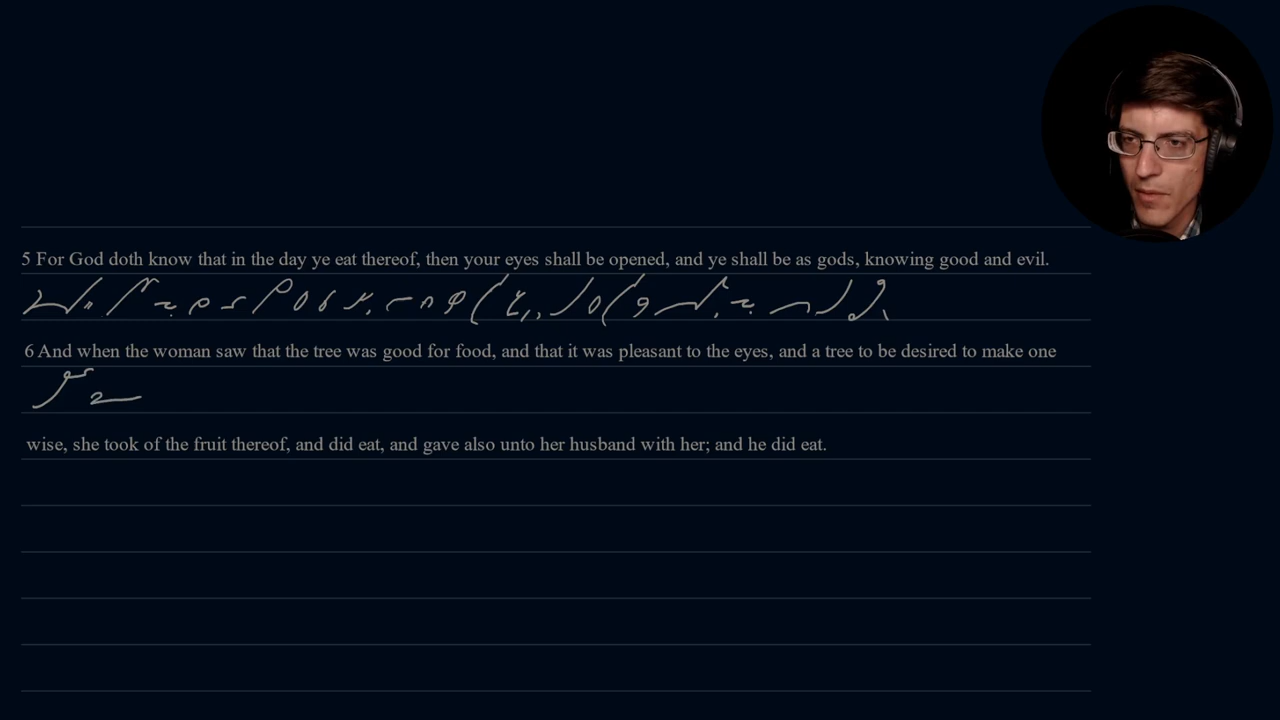 5 For God doth know that in the day ye eat thereof, then your eyes shall be opened, and ye shall be as gods, knowing good and evil.
6 And when the woman saw that the tree was good for food, and that it was pleasant to the eyes, and a tree to be desired to make one
wise, she took of the fruit thereof, and did eat, and gave also unto her husband with her; and he did eat.